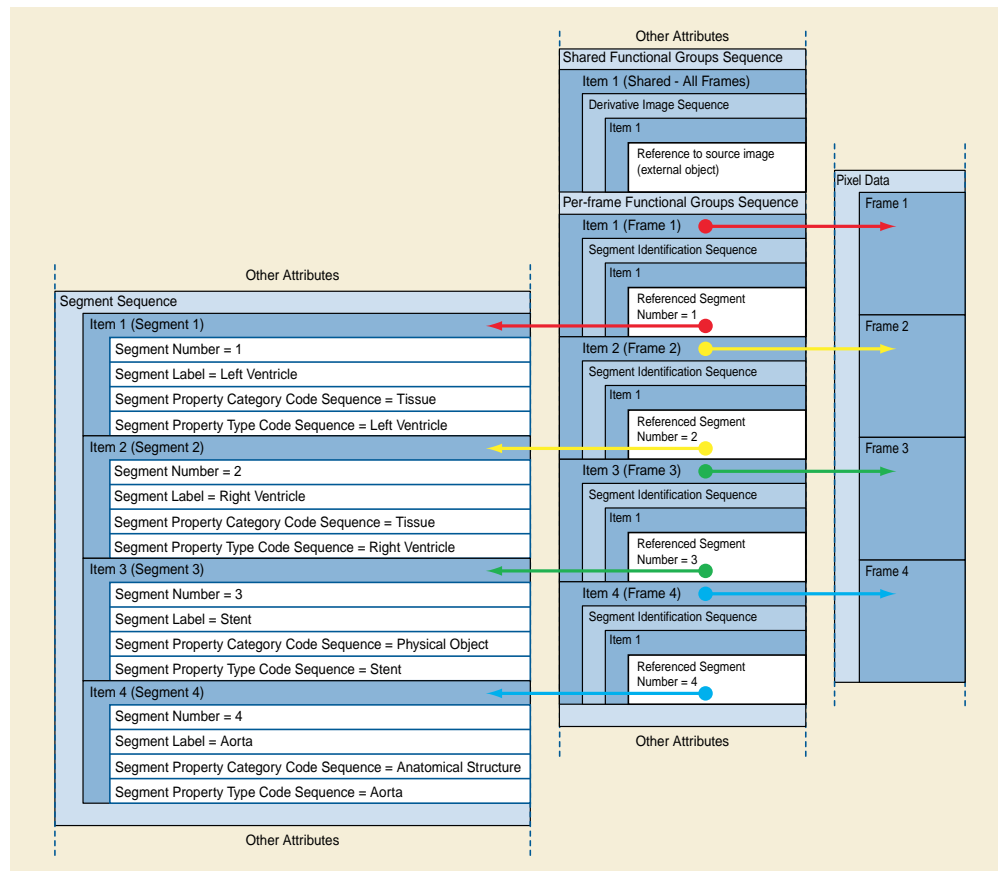 Other Attributes
Segment Sequence
Item 1 (Segment 1)
Segment Number = 1
Segment Label = Left Ventricle
Segment Property Category Code Sequence = Tissue
Segment Property Type Code Sequence = Left Ventricle
Item 2 (Segment 2)
Segment Number = 2
Segment Label = Right Ventricle
Segment Property Category Code Sequence = Tissue
Segment Property Type Code Sequence = Right Ventricle
Item 3 (Segment 3)
Segment Number = 3
Segment Label = Stent
Segment Property Category Code Sequence = Physical Object
Segment Property Type Code Sequence = Stent
Item 4 (Segment 4)
Segment Number = 4
Segment Label = Aorta
Segment Property Category Code Sequence = Anatomical Structure
Segment Property Type Code Sequence = Aorta
Other Attributes
Other Attributes
Shared Functional Groups Sequence
Item 1 (Shared - All Frames)
Derivative Image Sequence
Item 1
Reference to source image
(external object)
Per-frame Functional Groups Sequence
Item 1 (Frame 1)
Segment Identification Sequence
Item 1
Referenced Segment
Number = 1
Item 2 (Frame 2)
Segment Identification Sequence
Item 1
Referenced Segment
Number = 2
Item 3 (Frame 3)
Segment Identification Sequence
Item 1
Referenced Segment
Number = 3
Item 4 (Frame 4)
Segment Identification Sequence
Item 1
Referenced Segment
Number = 4
Other Attributes
Pixel Data
Frame 1
Frame 2
Frame 3
Frame 4